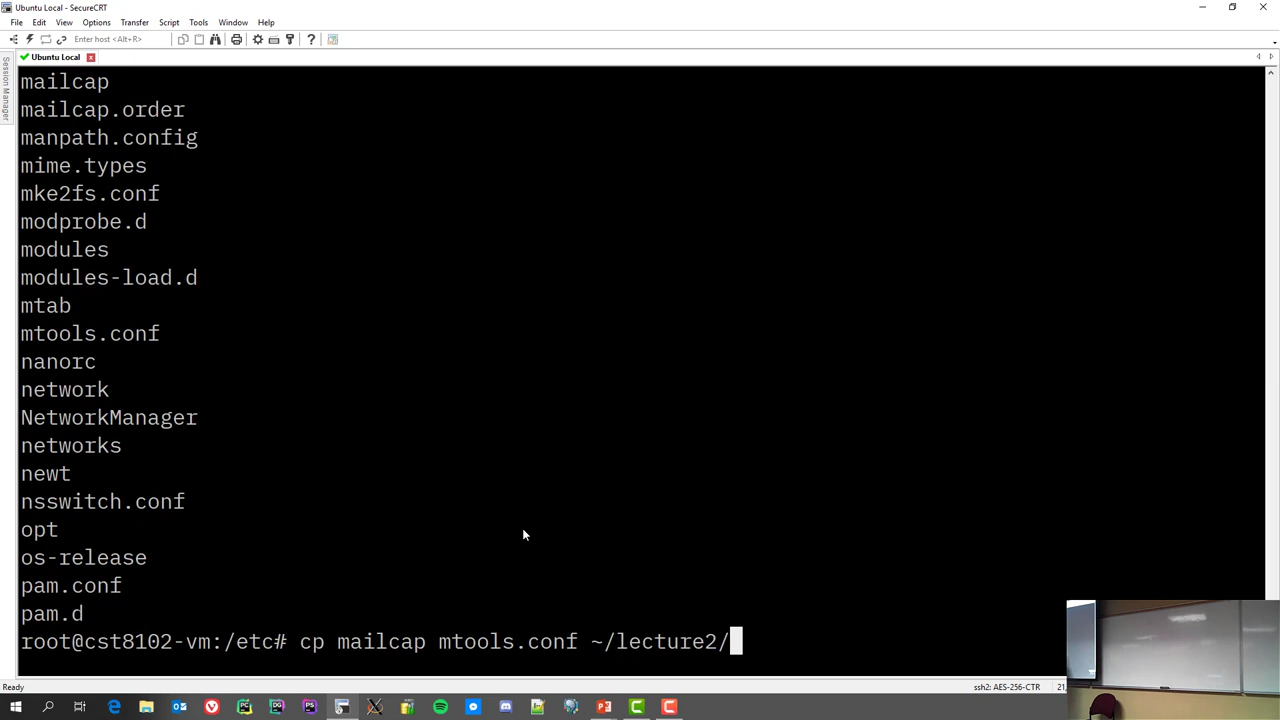 Ubuntu Local - SecureCRT
File Edit View Options Transfer Script Tools Window Help
Enter host <Alt+R>
Ubuntu Local
Session Manager
mailcap
mailcap.order
manpath.config
mime.types
mke2fs.conf
modprobe.d
modules
modules-load.d
mtab
mtools.conf
nanorc
network
NetworkManager
networks
newt
nsswitch.conf
opt
os-release
pam.conf
pam.d
root@cst8102-vm:/etc# cp mailcap mtools.conf ~/lecture2/
Ready
ssh2: AES-256-CTR
21,